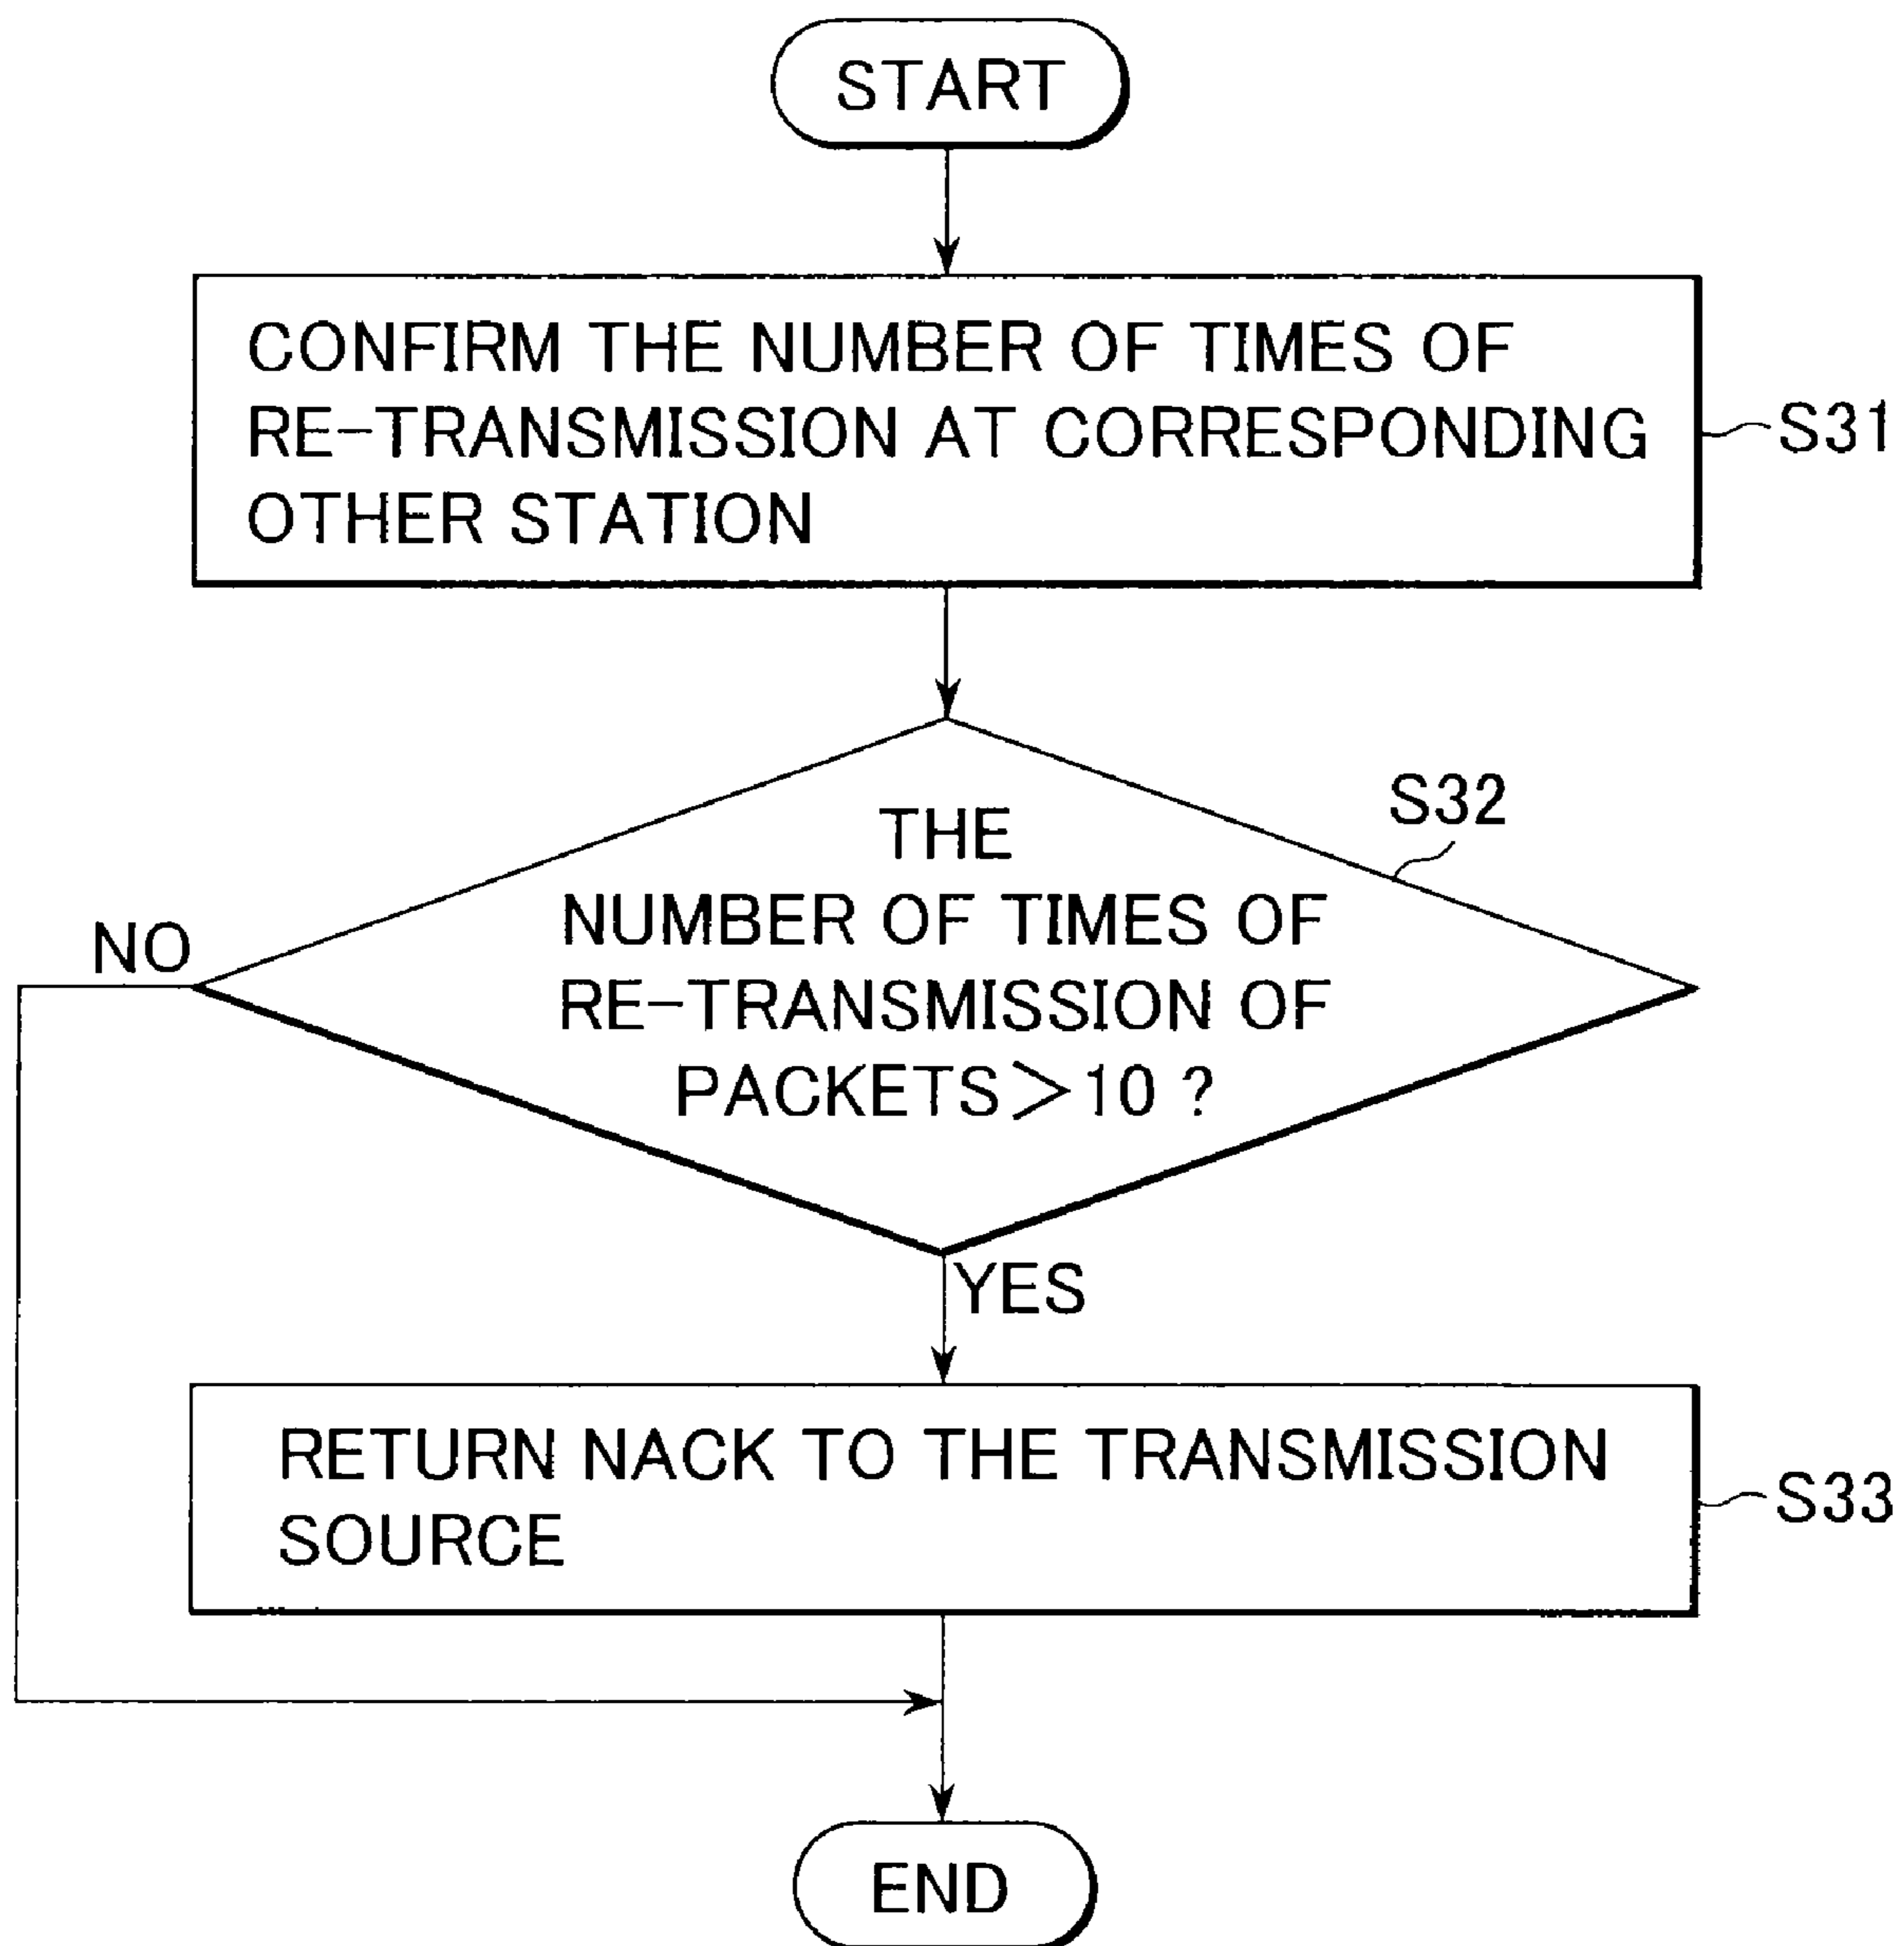 START
CONFIRM THE NUMBER OF TIMES OF
RE-TRANSMISSION AT CORRESPONDING
OTHER STATION
S31
S32
THE
NUMBER OF TIMES OF
RE-TRANSMISSION OF
PACKETS>10 ?
NO
YES
RETURN NACK TO THE TRANSMISSION
SOURCE
S33
END